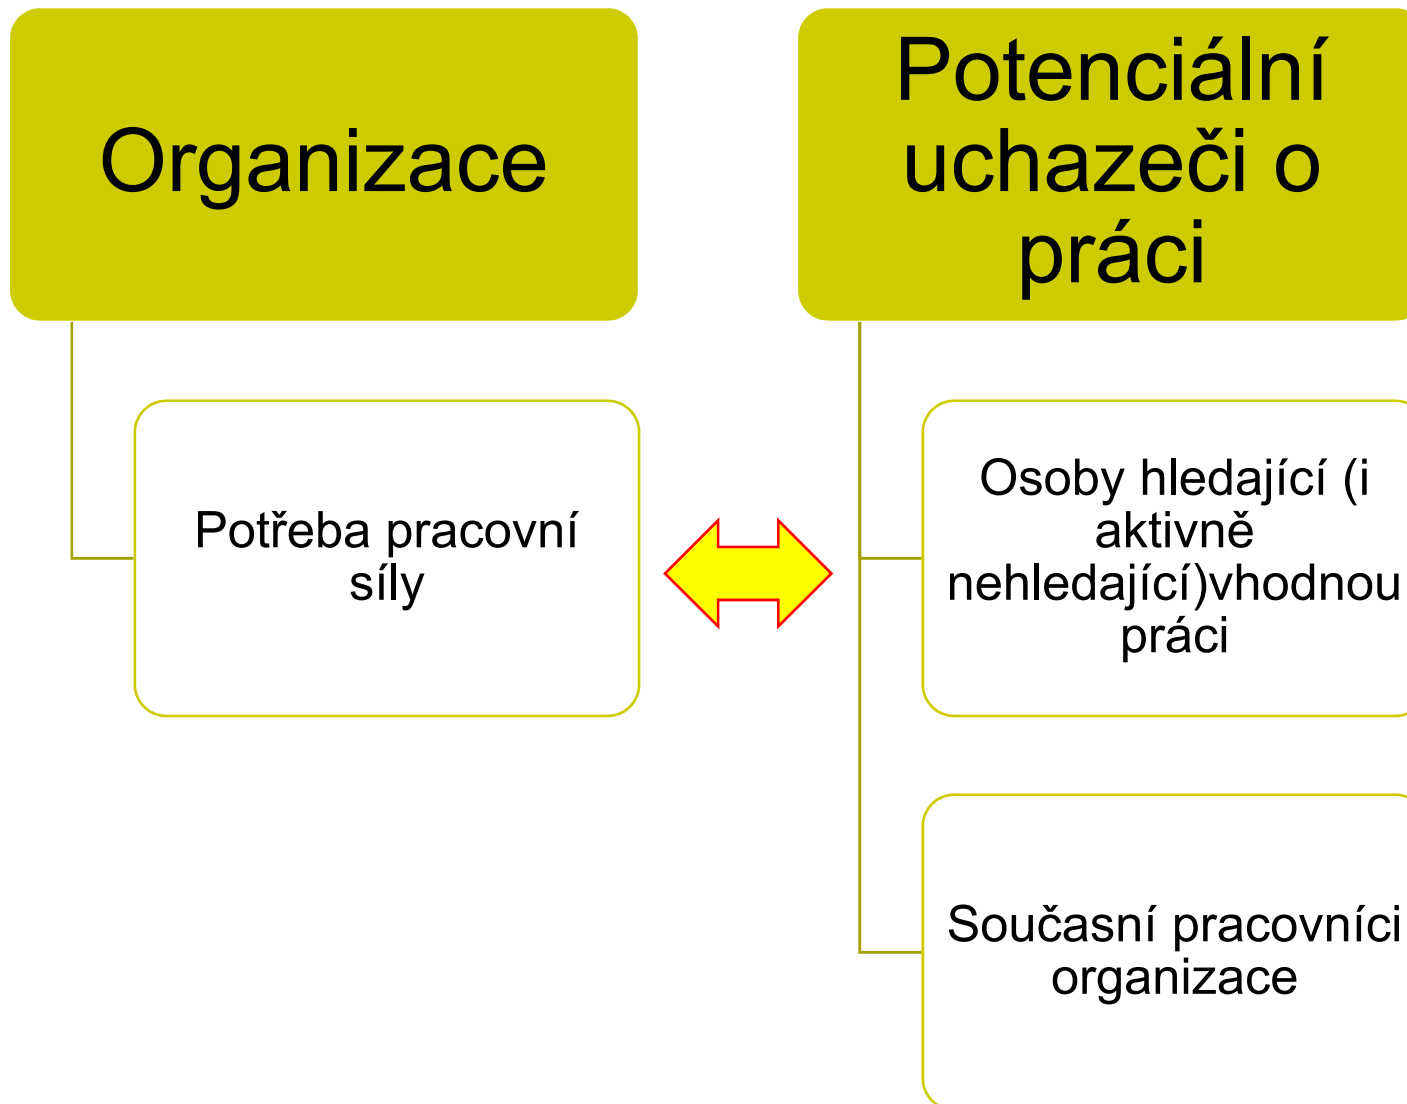 Organizace
Potenciální
uchazeči o
práci
Potřeba pracovní
síly
Osoby hledající (i
aktivně
nehledající)vhodnou
práci
Současní pracovníci
organizace